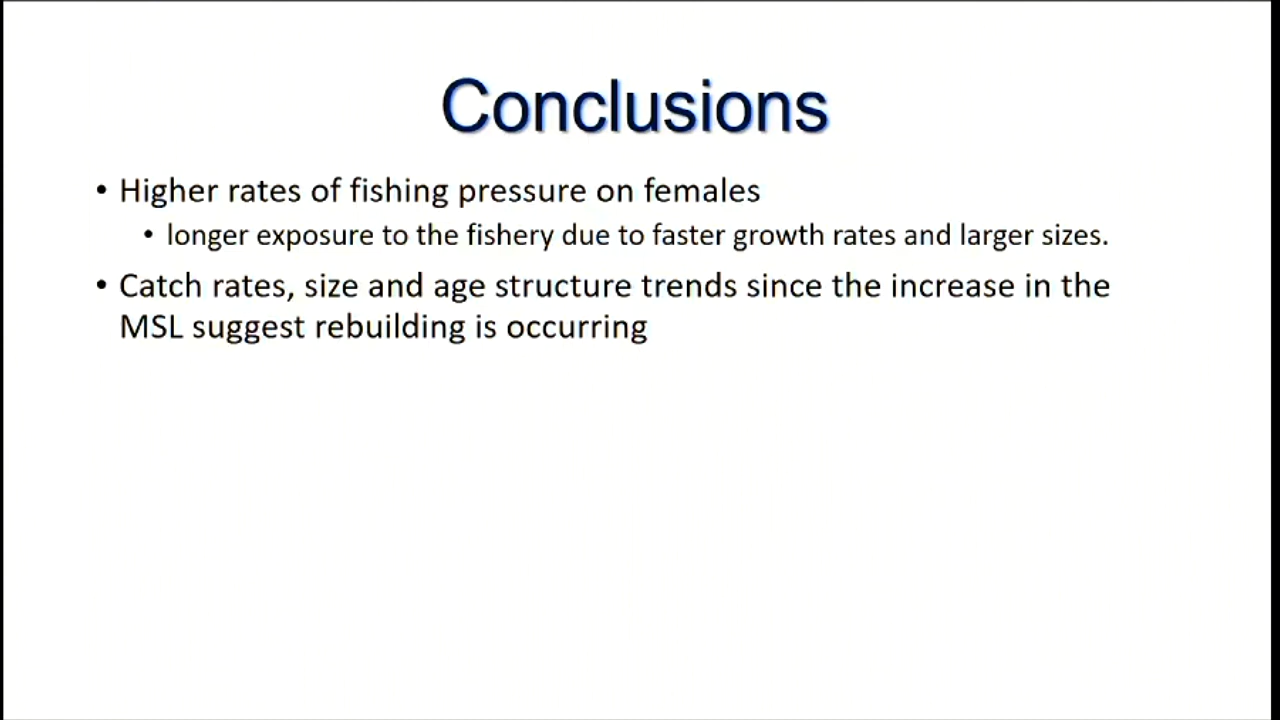 Conclusions
• Higher rates of fishing pressure on females
• longer exposure to the fishery due to faster growth rates and larger sizes.
• Catch rates, size and age structure trends since the increase in the
MSL suggest rebuilding is occurring